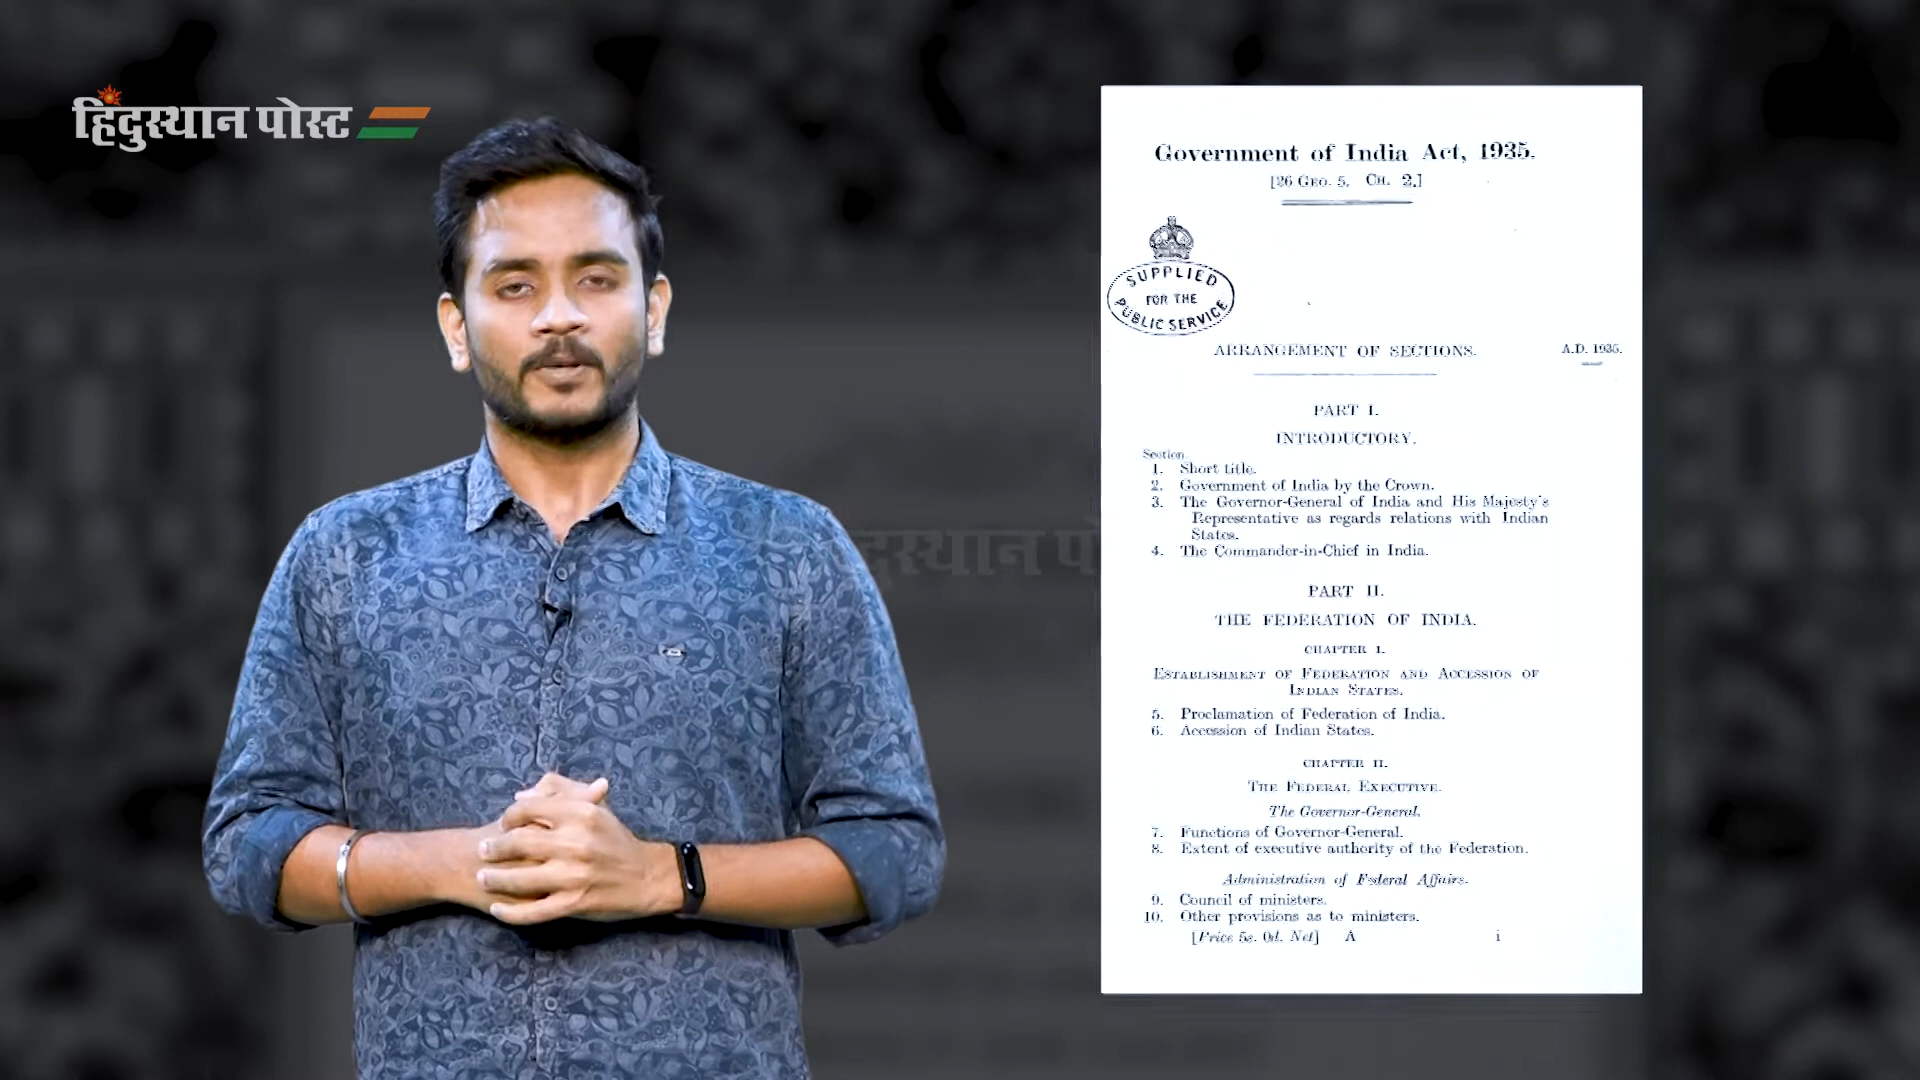 हिंदुस्थान पोस्ट
Government of India Act, 1935.
[26 GEO. 5. CH. 2.]
SUPPLIED
FOR THE
PUBLIC SERVICE
ARRANGEMENT OF SECTIONS.
A.D. 1935.
PART I.
INTRODUCTORY.
Section.
1. Short title.
2. Government of India by the Crown.
3. The Governor-General of India and His Majesty's
Representative as regards relations with Indian
States.
4. The Commander-in-Chief in India.
PART II.
THE FEDERATION OF INDIA.
CHAPTER I.
ESTABLISHMENT OF FEDERATION AND ACCESSION OF
INDIAN STATES.
5. Proclamation of Federation of India.
6. Accession of Indian States.
CHAPTER II.
THE FEDERAL EXECUTIVE.
The Governor-General.
7. Functions of Governor-General.
8. Extent of executive authority of the Federation.
Administration of Federal Affairs.
9. Council of ministers.
10. Other provisions as to ministers.
[Price 5s. 0d. Net] A i